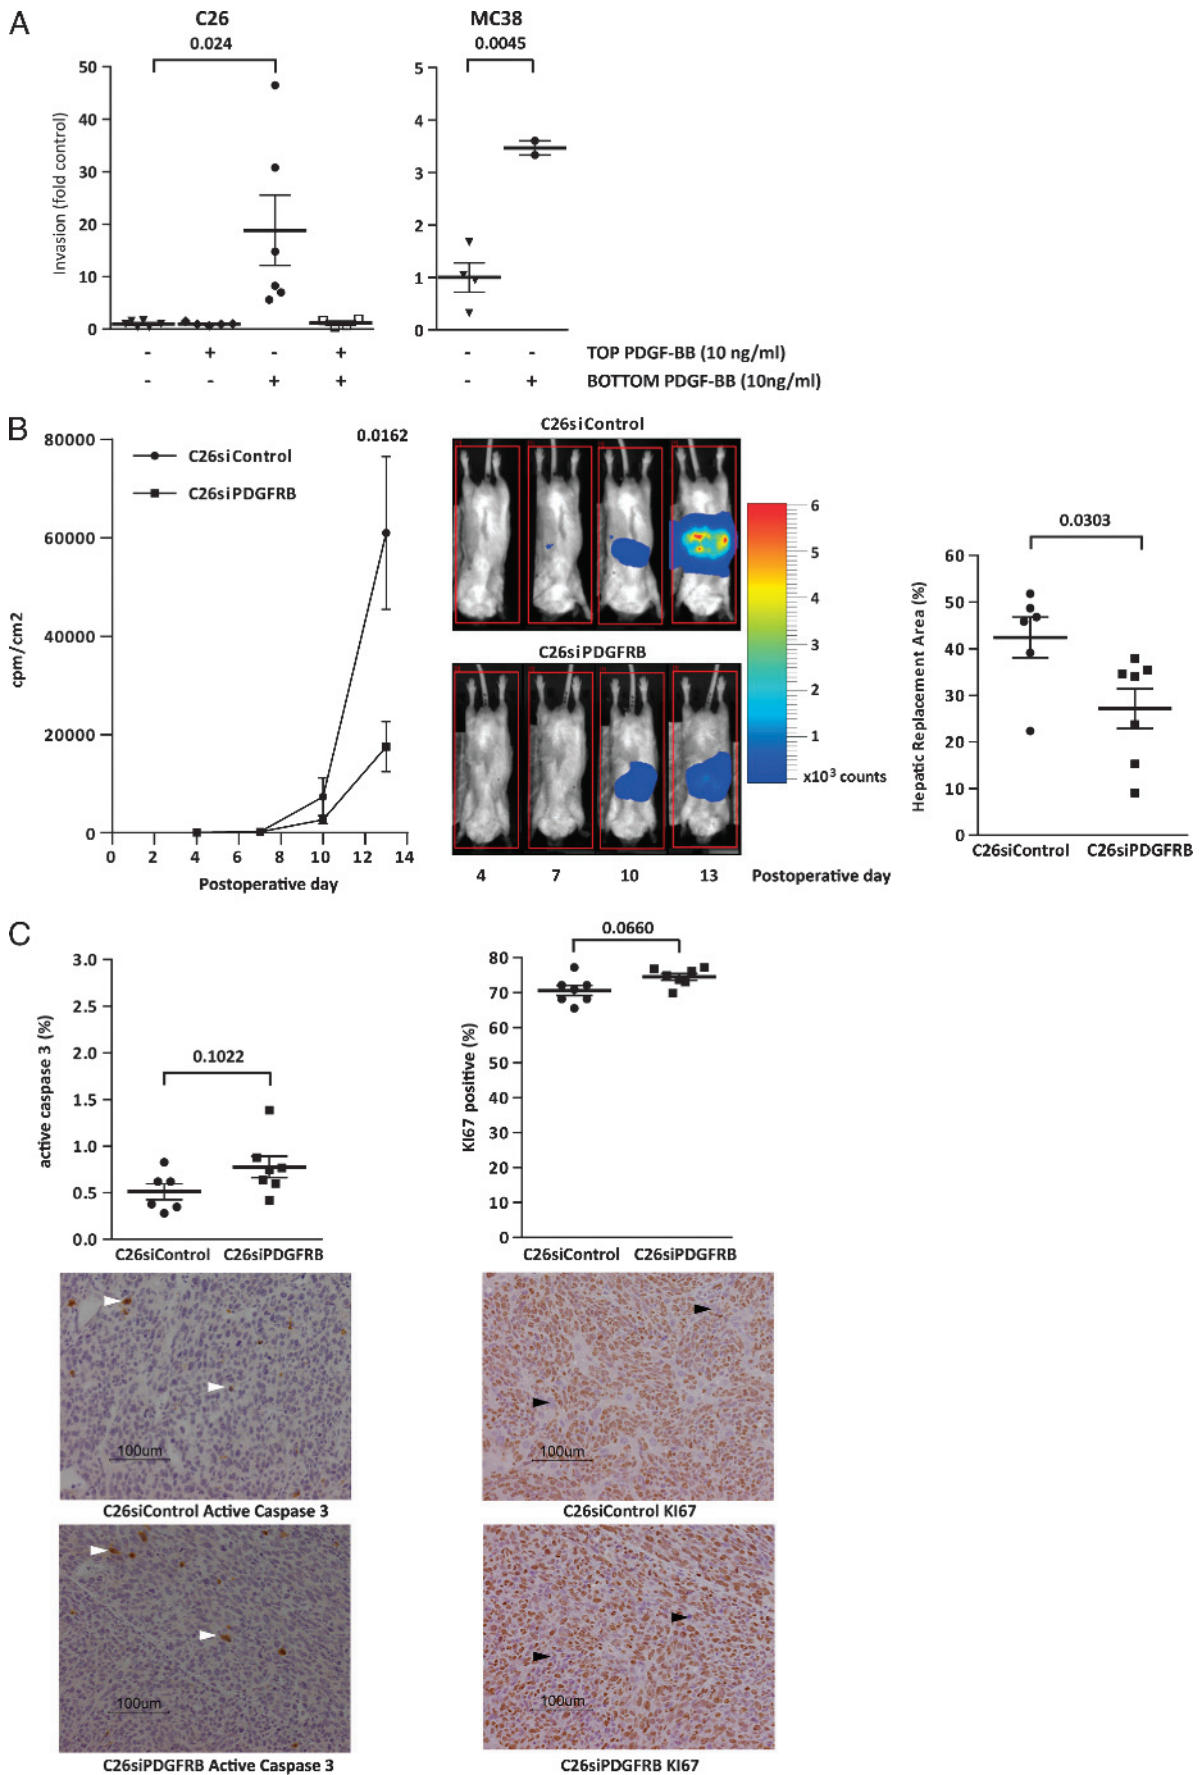 A
C26
0.024
Invasion (fold control)
50
40
30
20
10
0
MC38
0.0045
5
4
3
2
1
0
- + - + - - TOP PDGF-BB (10 ng/ml)
- - + + - + BOTTOM PDGF-BB (10ng/ml)
B
80000
60000
40000
20000
0
cpm/cm2
C26siControl
C26siPDGFRB
0.0162
0 2 4 6 8 10 12 14
Postoperative day
C26siControl
C26siPDGFRB
6
5
4
3
2
1
x10³ counts
4 7 10 13 Postoperative day
0.0303
Hepatic Replacement Area (%)
60
50
40
30
20
10
0
C26siControl C26siPDGFRB
C
active caspase 3 (%)
3.0
2.5
2.0
1.5
1.0
0.5
0.0
0.1022
C26siControl C26siPDGFRB
0.0660
KI67 positive (%)
80
70
60
50
40
30
20
10
0
C26siControl C26siPDGFRB
100um
C26siControl Active Caspase 3
100um
C26siControl KI67
100um
C26siPDGFRB Active Caspase 3
100um
C26siPDGFRB KI67